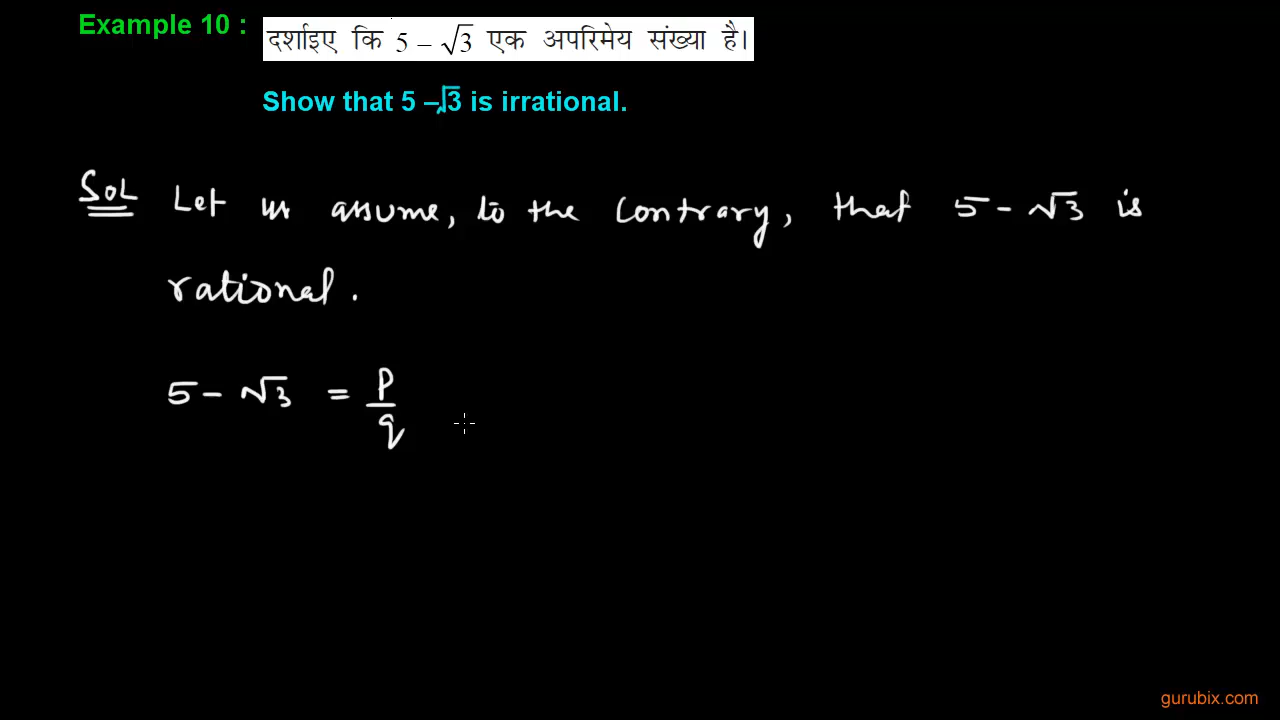 Example 10 : दर्शाइए कि 5 – √3 एक अपरिमेय संख्या है।
Show that 5 –√3 is irrational.
Sol Let us assume, to the contrary, that 5 - √3 is
rational.
5 - √3 = p/q
gurubix.com